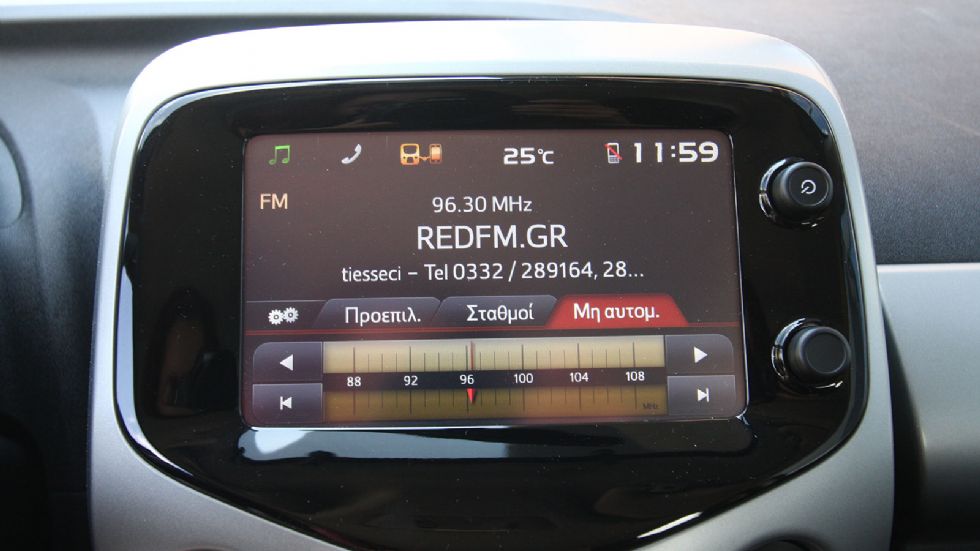 25°C 11:59
FM 96.30 MHz
REDFM.GR
tiesseci – Tel 0332 / 289164, 28...
Προεπιλ. Σταθμοί Μη αυτομ.
88 92 96 100 104 108
MHz